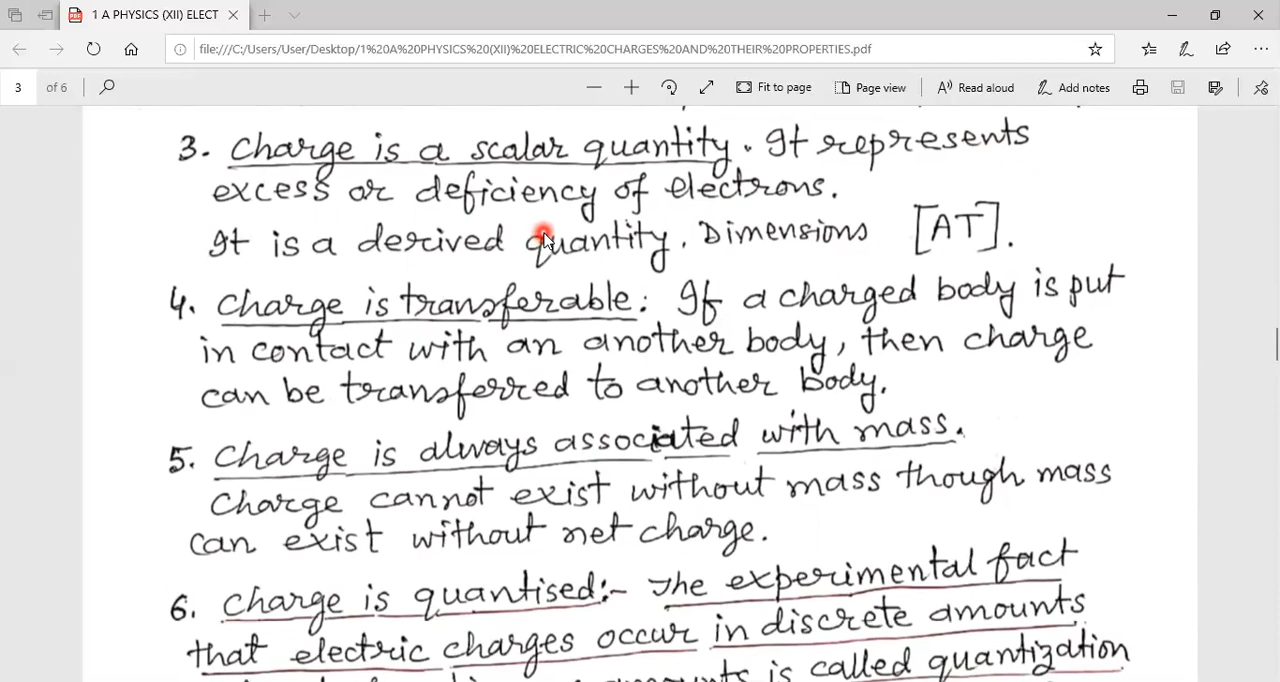 1 A PHYSICS (XII) ELECT
file:///C:/Users/User/Desktop/1%20A%20PHYSICS%20(XII)%20ELECTRIC%20CHARGES%20AND%20THEIR%20PROPERTIES.pdf
3 of 6 Fit to page Page view Read aloud Add notes
3. Charge is a scalar quantity. It represents
excess or deficiency of electrons.
It is a derived quantity. Dimensions [AT].
4. Charge is transferable: If a charged body is put
in contact with an another body, then charge
can be transferred to another body.
5. Charge is always associated with mass.
Charge cannot exist without mass though mass
can exist without net charge.
6. Charge is quantised:- The experimental fact
that electric charges occur in discrete amounts
is called quantization